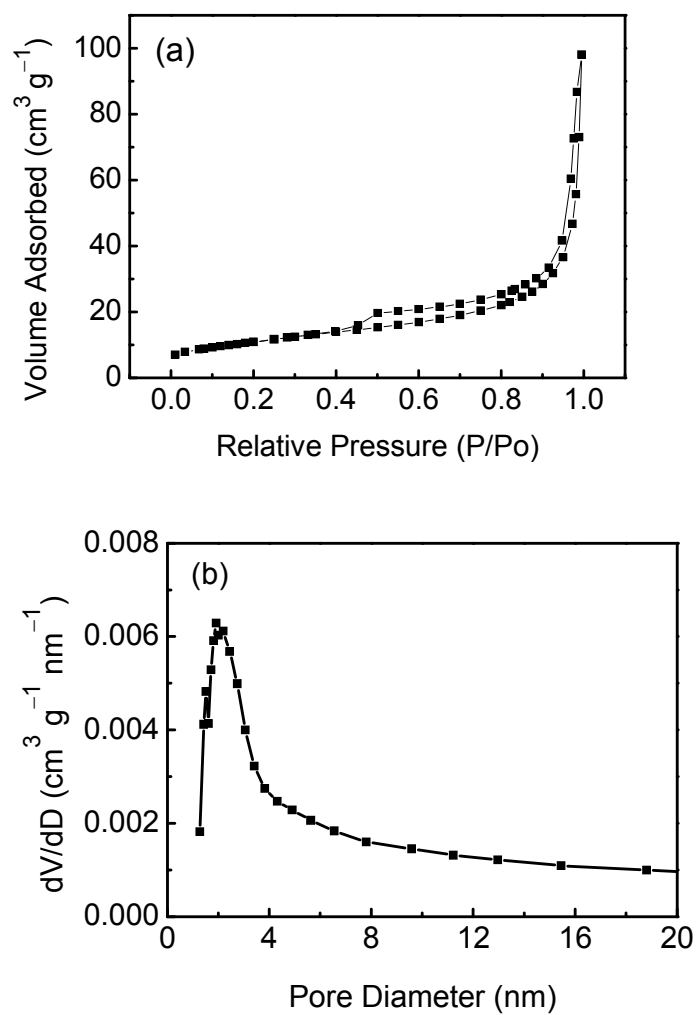 (a)
Volume Adsorbed (cm³ g⁻¹)
100
80
60
40
20
0
0.0 0.2 0.4 0.6 0.8 1.0
Relative Pressure (P/Po)
(b)
dV/dD (cm³ g⁻¹ nm⁻¹)
0.008
0.006
0.004
0.002
0.000
0 4 8 12 16 20
Pore Diameter (nm)